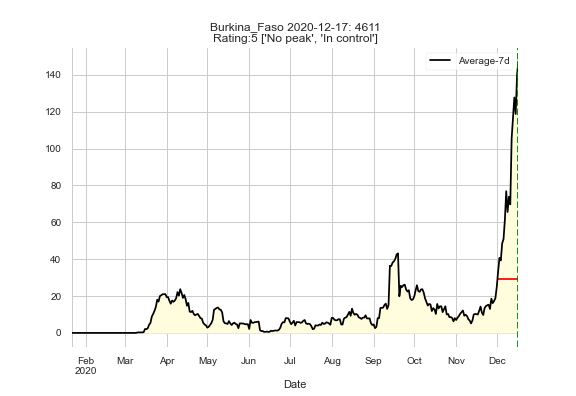 Burkina_Faso 2020-12-17: 4611
Rating:5 ['No peak', 'In control']
Average-7d
140
120
100
80
60
40
20
0
Feb Mar Apr May Jun Jul Aug Sep Oct Nov Dec
2020
Date